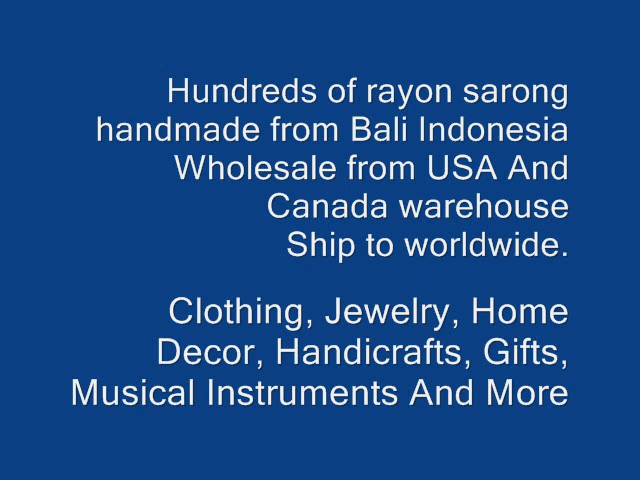 Hundreds of rayon sarong
handmade from Bali Indonesia
Wholesale from USA And
Canada warehouse
Ship to worldwide.
Clothing, Jewelry, Home
Decor, Handicrafts, Gifts,
Musical Instruments And More